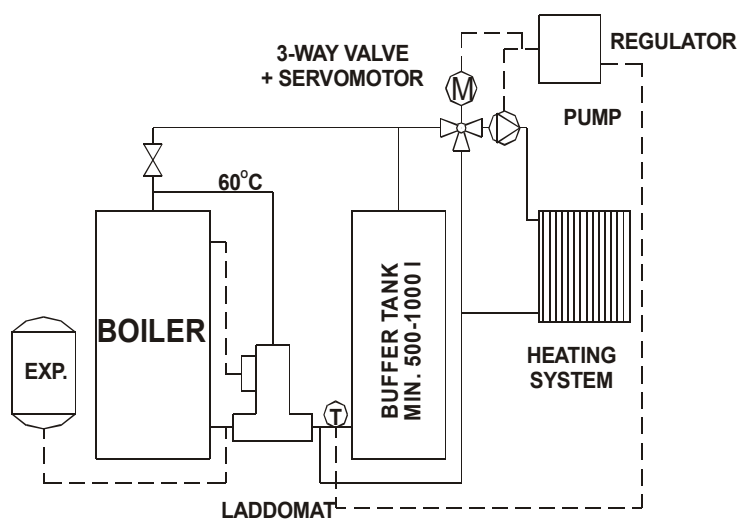 3-WAY VALVE
+ SERVOMOTOR
REGULATOR
M
PUMP
60°C
BOILER
BUFFER TANK
MIN. 500-1000 l
EXP.
HEATING
SYSTEM
T
LADDOMAT